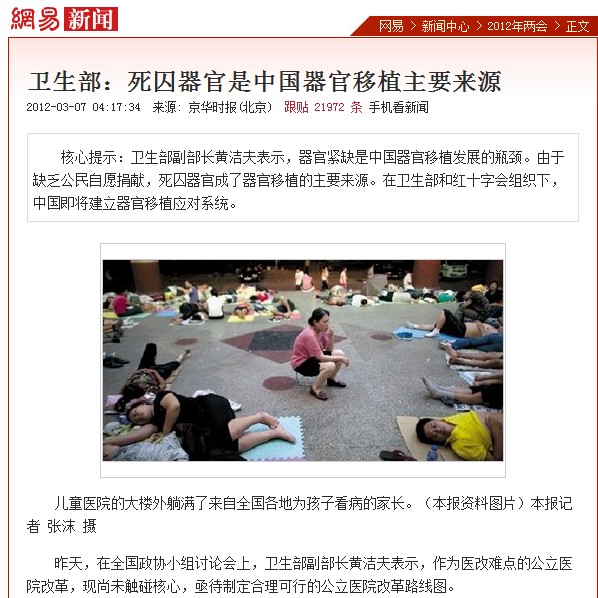 網易 新闻
网易 > 新闻中心 > 2012年两会 > 正文
卫生部：死囚器官是中国器官移植主要来源
2012-03-07 04:17:34 来源: 京华时报(北京) 跟贴 21972 条 手机看新闻
核心提示：卫生部副部长黄洁夫表示，器官紧缺是中国器官移植发展的瓶颈。由于
缺乏公民自愿捐献，死囚器官成了器官移植的主要来源。在卫生部和红十字会组织下，
中国即将建立器官移植应对系统。
儿童医院的大楼外躺满了来自全国各地为孩子看病的家长。（本报资料图片）本报记
者 张沫 摄
昨天，在全国政协小组讨论会上，卫生部副部长黄洁夫表示，作为医改难点的公立医
院改革，现尚未触碰核心，亟待制定合理可行的公立医院改革路线图。